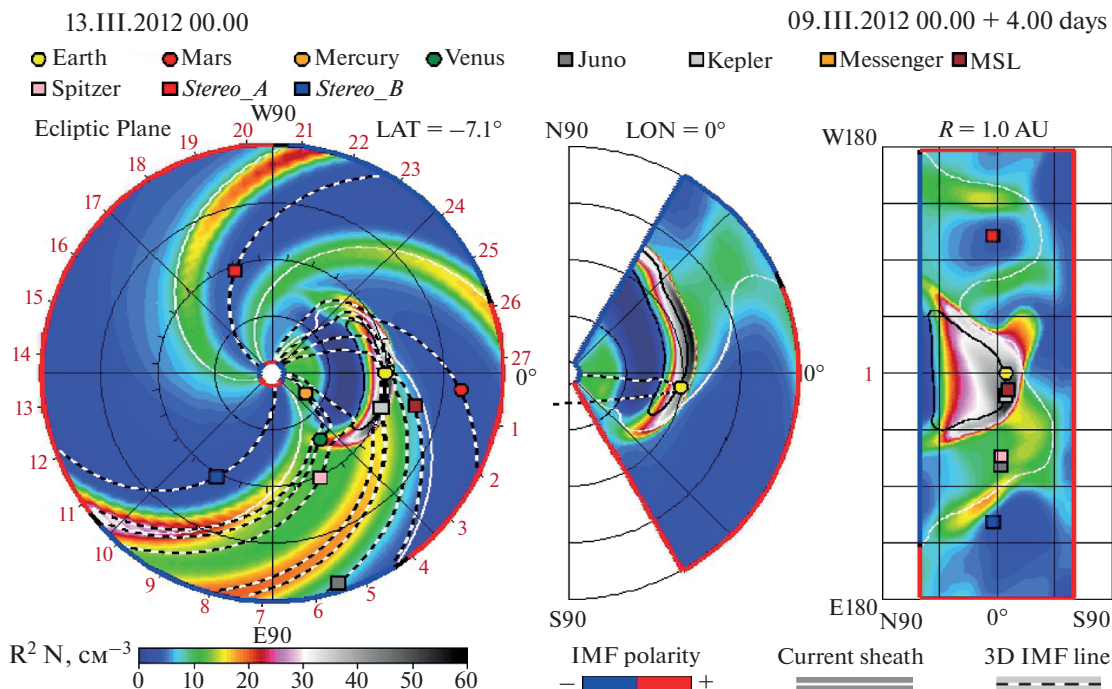 13.III.2012 00.00
09.III.2012 00.00 + 4.00 days
Earth Mars Mercury Venus Juno Kepler Messenger MSL
Spitzer Stereo_A Stereo_B
Ecliptic Plane W90 LAT = −7.1° N90 LON = 0° W180 R = 1.0 AU
20 21
19 22
18 23
17 24
16 25
15 26
14 27
0° 0° 1
13 1
12 2
11 3
10 4
9 5
8 7 6
E90 S90 E180 N90 0° S90
R² N, см⁻³ 0 10 20 30 40 50 60
IMF polarity Current sheath 3D IMF line
− +